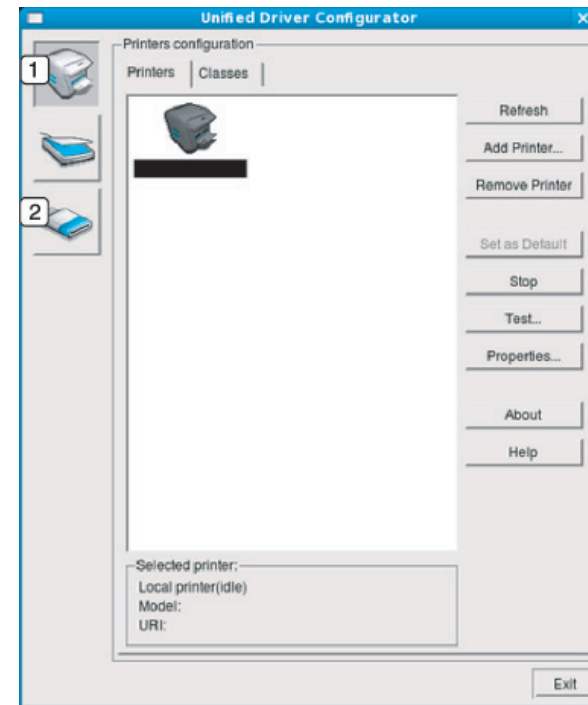 Unified Driver Configurator
1
2
Printers configuration
Printers Classes
Refresh
Add Printer...
Remove Printer
Set as Default
Stop
Test...
Properties...
About
Help
Selected printer:
Local printer(idle)
Model:
URI:
Exit